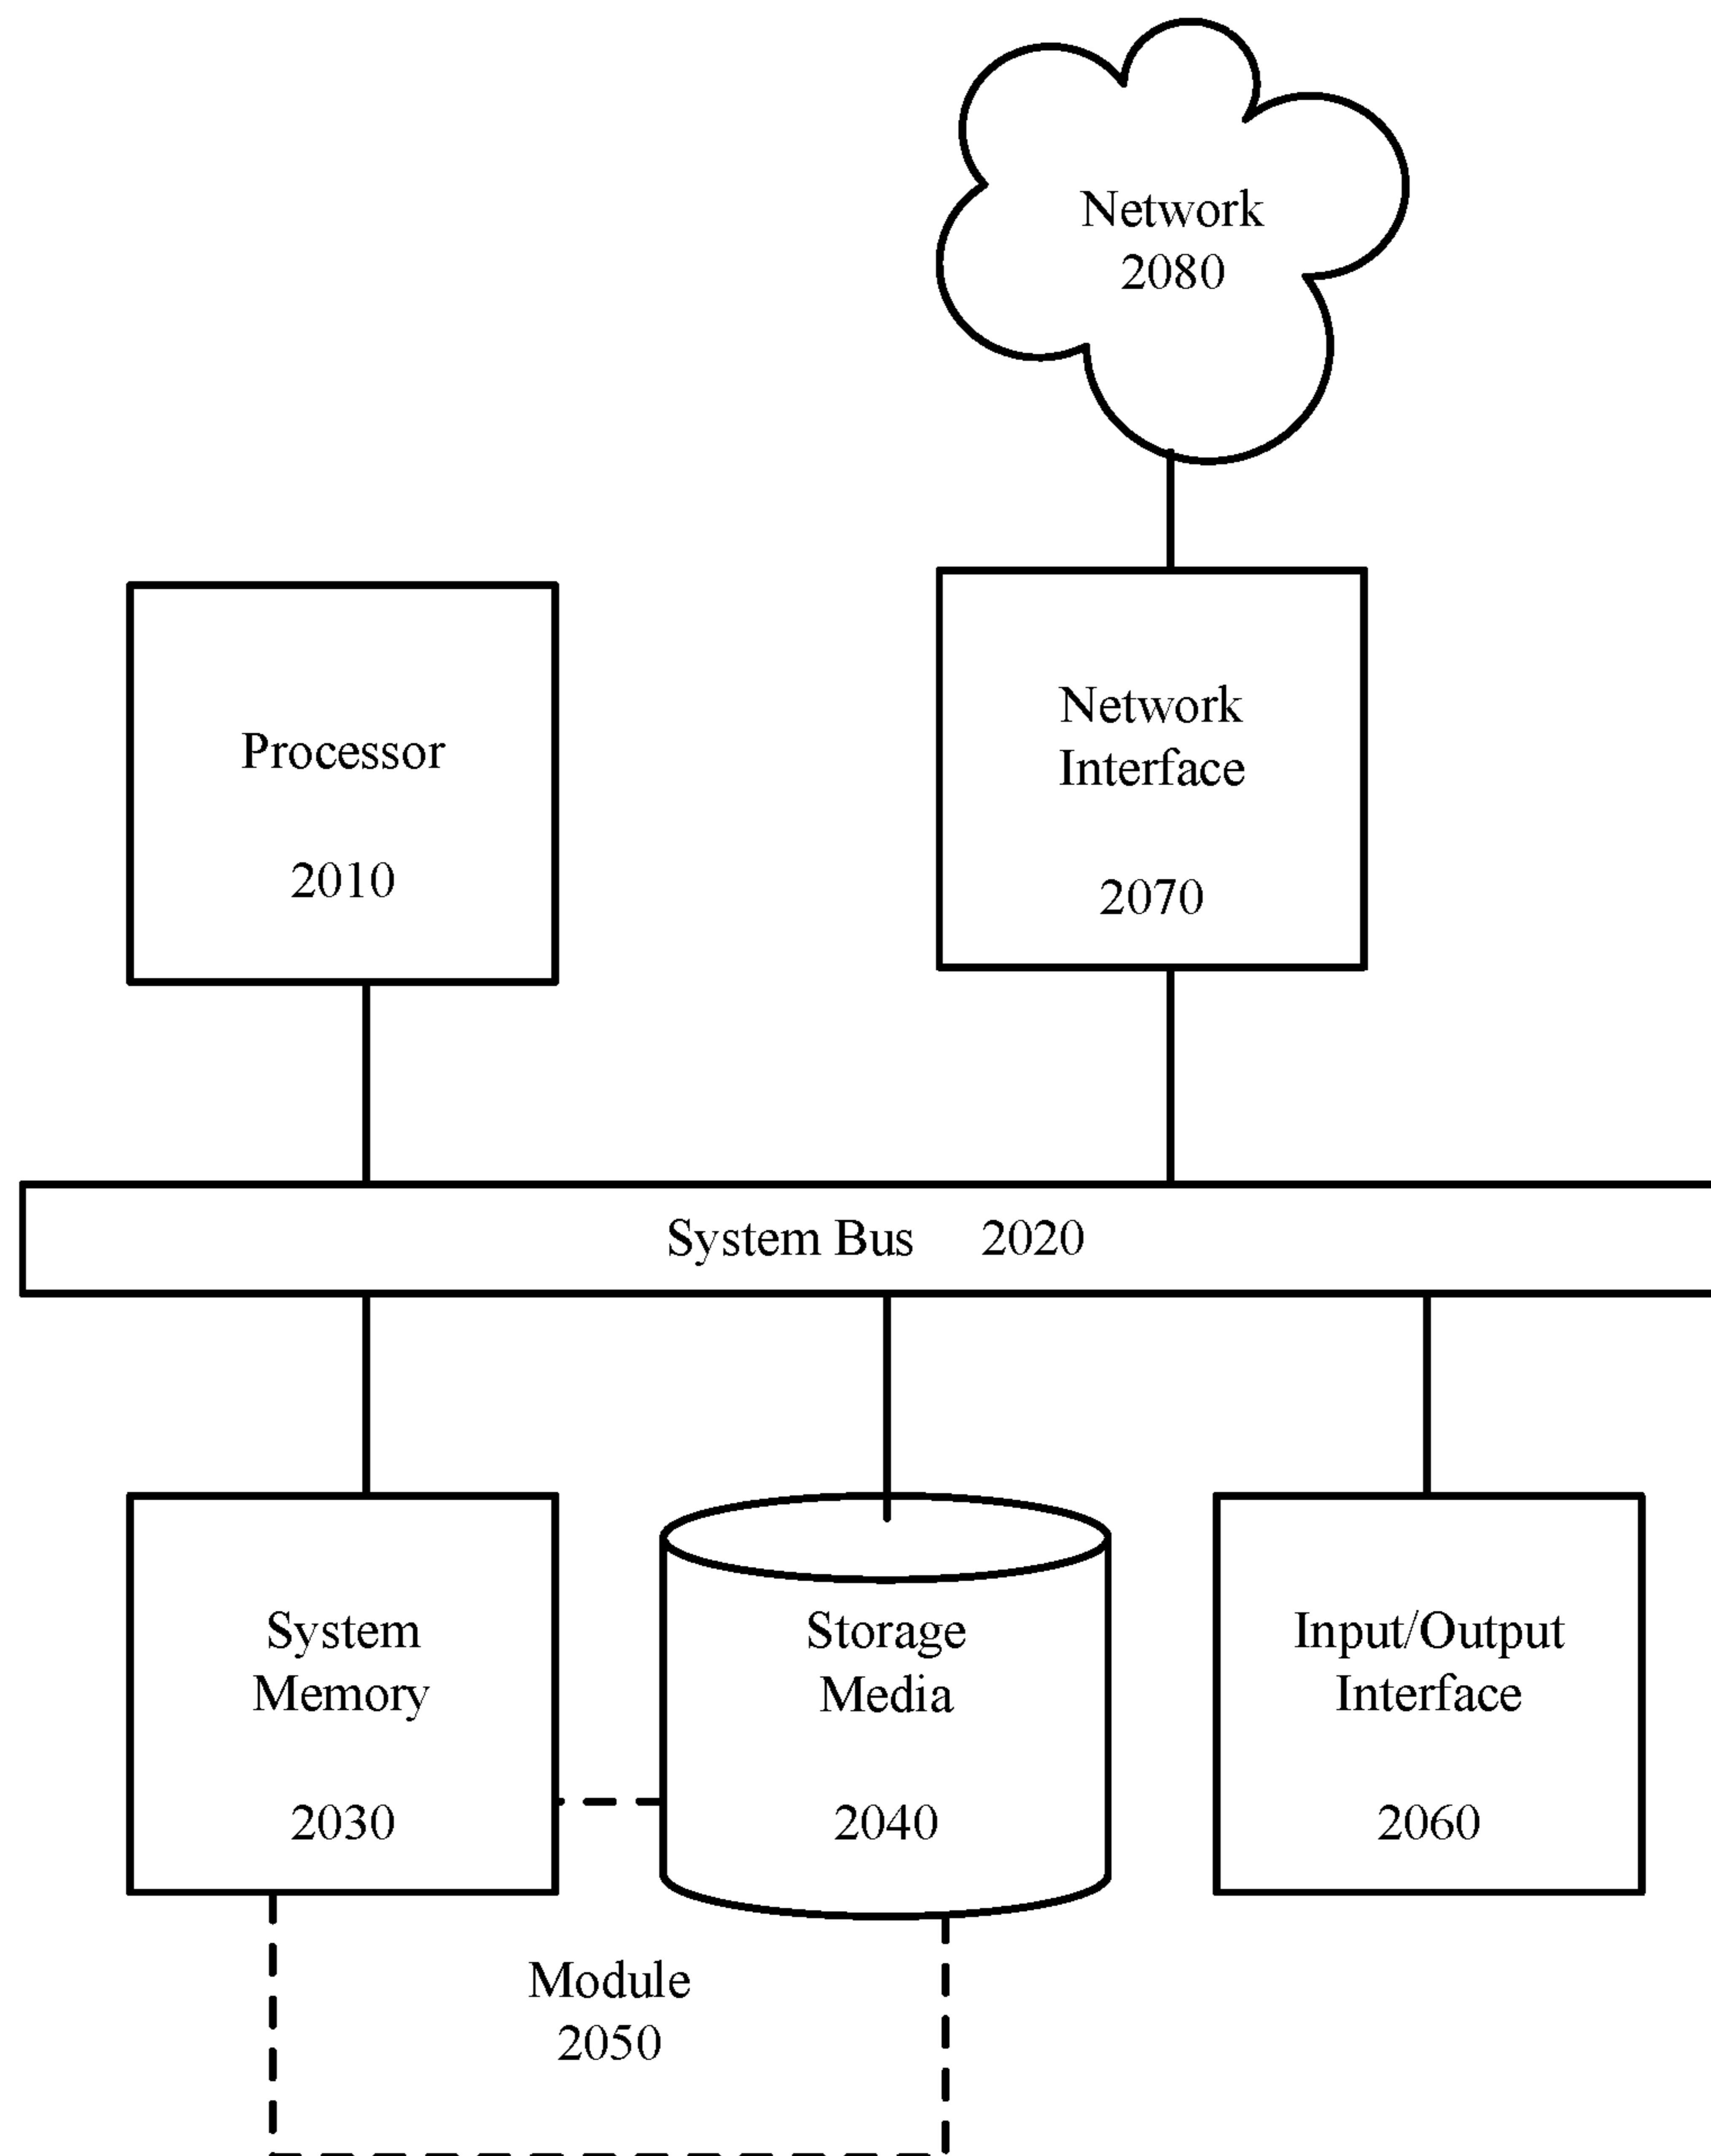 Network
2080
Processor
2010
Network
Interface
2070
System Bus 2020
System
Memory
2030
Storage
Media
2040
Input/Output
Interface
2060
Module
2050